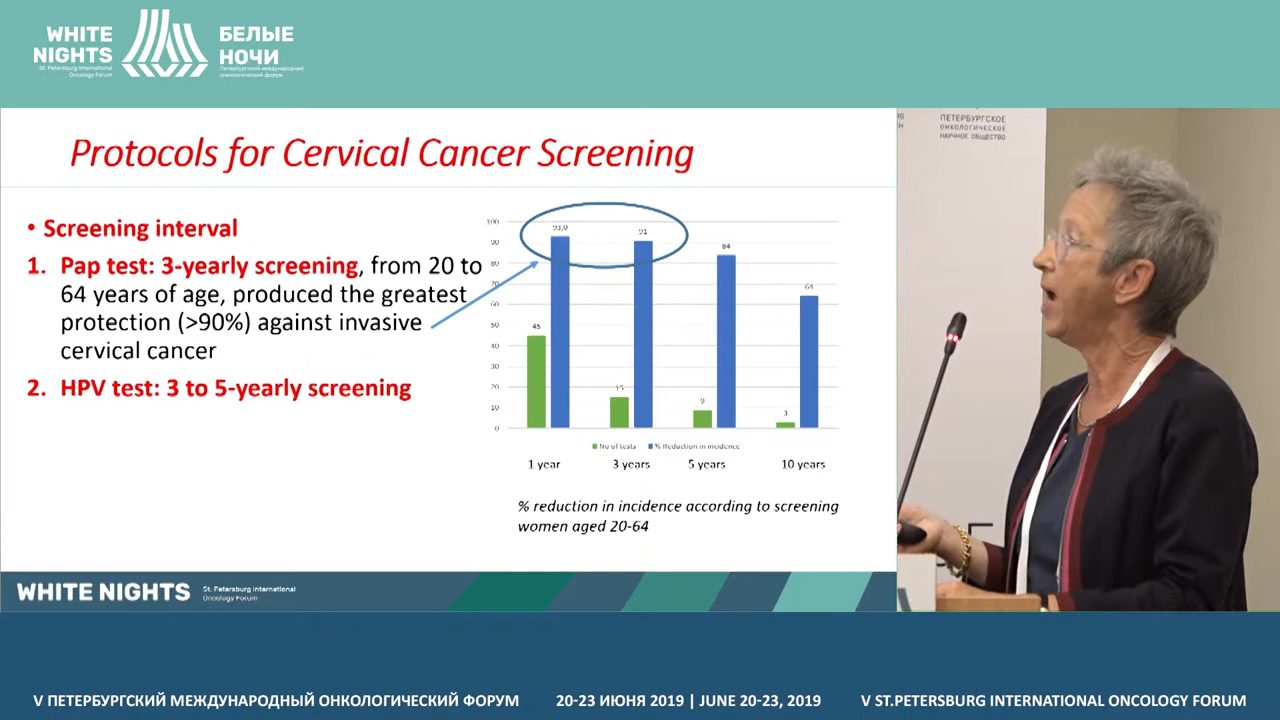 WHITE
NIGHTS
St. Petersburg International
Oncology Forum
БЕЛЫЕ
НОЧИ
Петербургский международный
онкологический форум
Protocols for Cervical Cancer Screening
• Screening interval
1. Pap test: 3-yearly screening, from 20 to
64 years of age, produced the greatest
protection (>90%) against invasive
cervical cancer
2. HPV test: 3 to 5-yearly screening
100
90
80
70
60
50
40
30
20
10
0
45
93,0
15
91
9
84
3
64
No of tests
% Reduction in incidence
1 year
3 years
5 years
10 years
% reduction in incidence according to screening
women aged 20-64
ПЕТЕРБУРГСКОЕ
ОНКОЛОГИЧЕСКОЕ
НАУЧНОЕ ОБЩЕСТВО
WHITE NIGHTS
St. Petersburg International
Oncology Forum
V ПЕТЕРБУРГСКИЙ МЕЖДУНАРОДНЫЙ ОНКОЛОГИЧЕСКИЙ ФОРУМ
20-23 ИЮНЯ 2019 | JUNE 20-23, 2019
V ST.PETERSBURG INTERNATIONAL ONCOLOGY FORUM